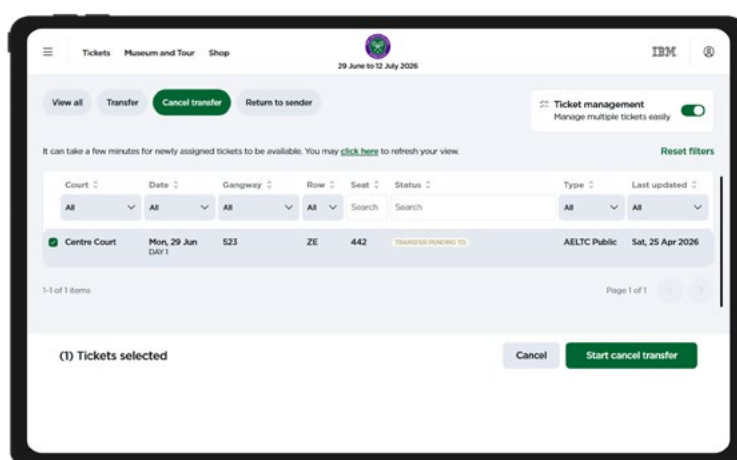 Tickets Museum and Tour Shop
29 June to 12 July 2026
IBM
View all Transfer Cancel transfer Return to sender
Ticket management
Manage multiple tickets easily
It can take a few minutes for newly assigned tickets to be available. You may click here to refresh your view.
Reset filters
Court Date Gangway Row Seat Status Type Last updated
All All All All Search Search All All
Centre Court Mon, 29 Jun 523 ZE 442 TRANSFER PENDING TO AELTC Public Sat, 25 Apr 2026
DAY 1
1-1 of 1 items
Page 1 of 1
(1) Tickets selected
Cancel Start cancel transfer